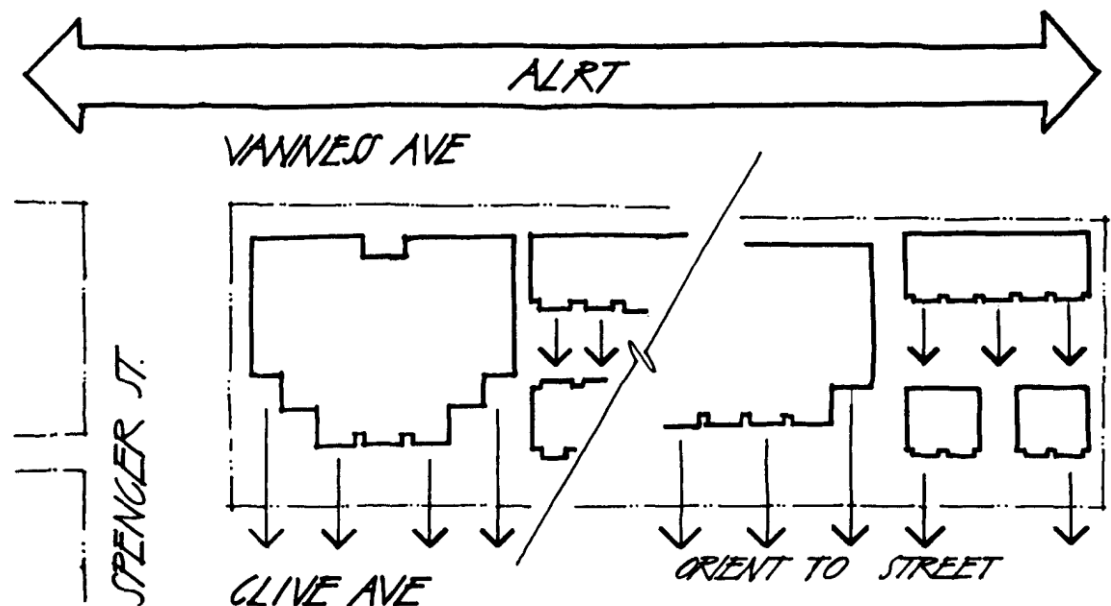 ALRT
VANNESS AVE
SPENCER ST.
ORIENT TO STREET
CLIVE AVE